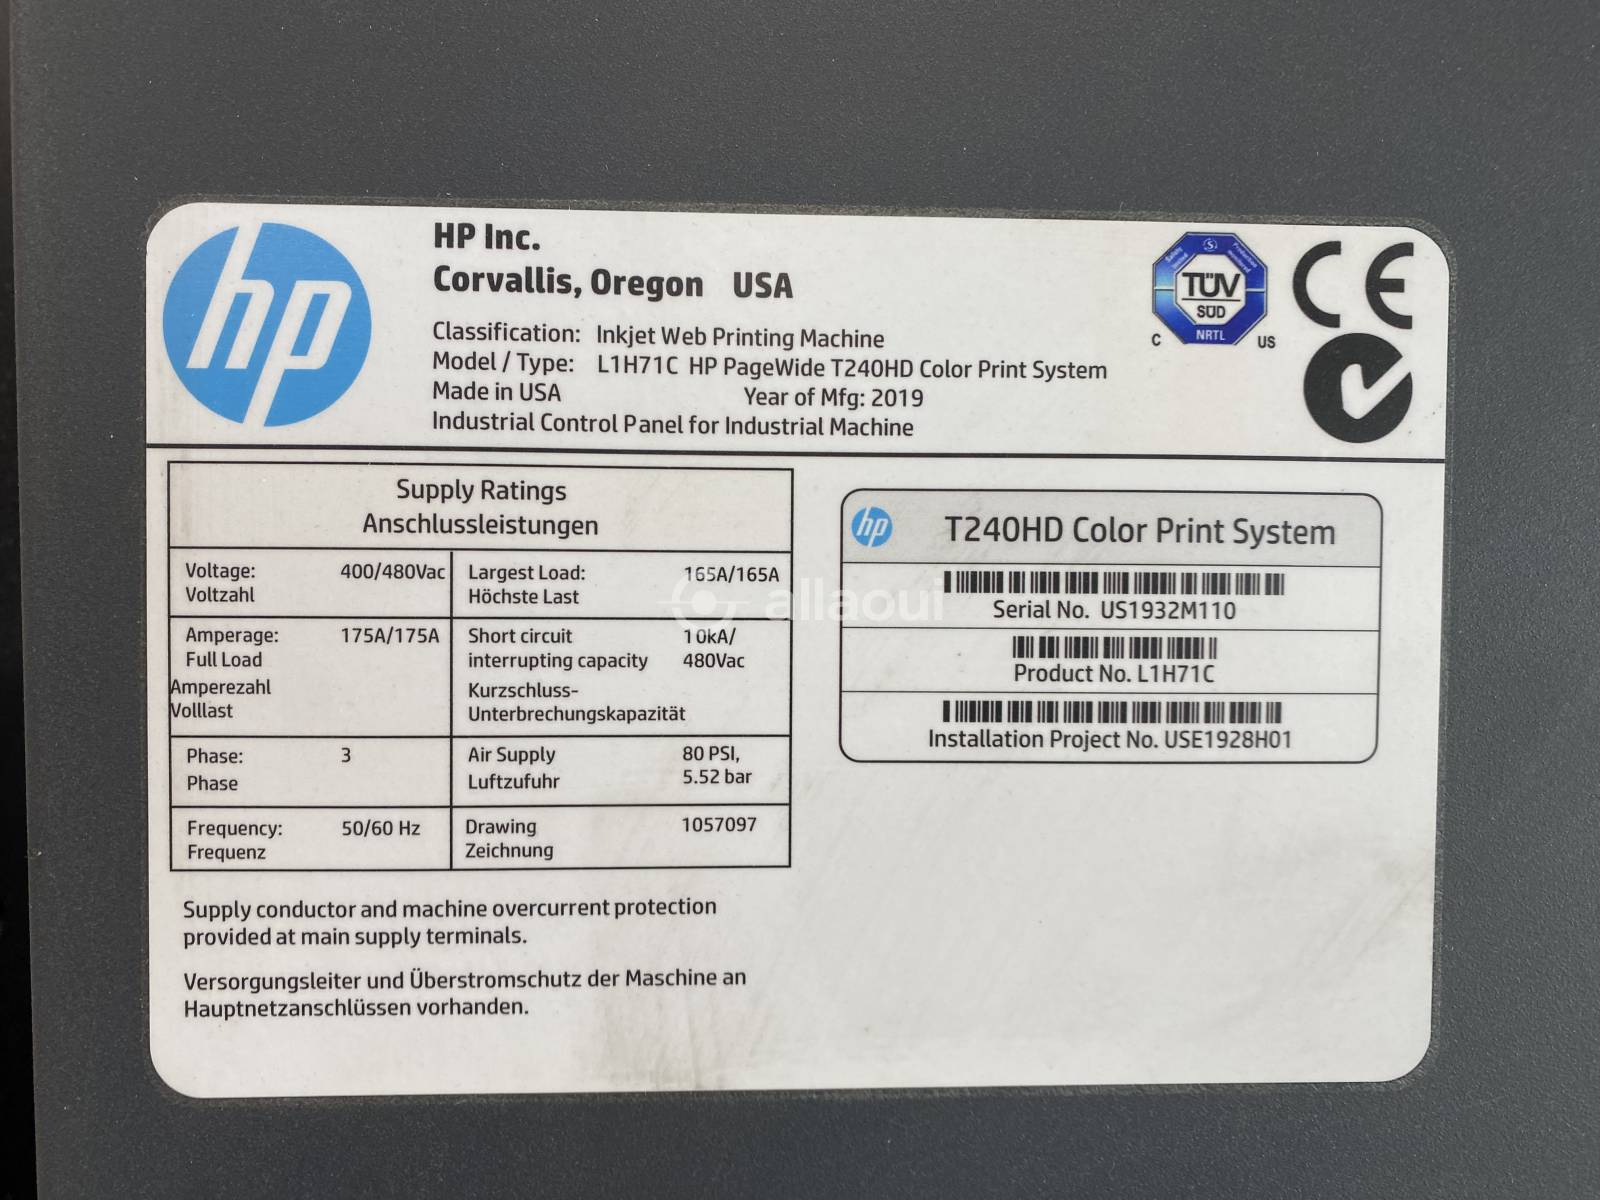 hp
HP Inc.
Corvallis, Oregon USA
Classification: Inkjet Web Printing Machine
Model / Type: L1H71C HP PageWide T240HD Color Print System
Made in USA Year of Mfg: 2019
Industrial Control Panel for Industrial Machine
TÜV
SÜD
NRTL
C US
CE
Supply Ratings
Anschlussleistungen
Voltage: 400/480Vac
Voltzahl
Largest Load: 165A/165A
Höchste Last
Amperage: 175A/175A
Full Load
Amperezahl
Volllast
Short circuit 10kA/
interrupting capacity 480Vac
Kurzschluss-
Unterbrechungskapazität
Phase: 3
Phase
Air Supply 80 PSI,
Luftzufuhr 5.52 bar
Frequency: 50/60 Hz
Frequenz
Drawing 1057097
Zeichnung
Supply conductor and machine overcurrent protection
provided at main supply terminals.
Versorgungsleiter und Überstromschutz der Maschine an
Hauptnetzanschlüssen vorhanden.
hp T240HD Color Print System
Serial No. US1932M110
Product No. L1H71C
Installation Project No. USE1928H01
allaoui